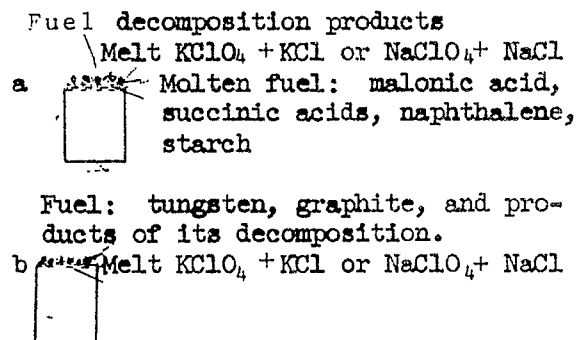 Fuel decomposition products
Melt KClO₄ + KCl or NaClO₄+ NaCl
a Molten fuel: malonic acid,
succinic acids, naphthalene,
starch
Fuel: tungsten, graphite, and pro-
ducts of its decomposition.
b Melt KClO₄ + KCl or NaClO₄+ NaCl